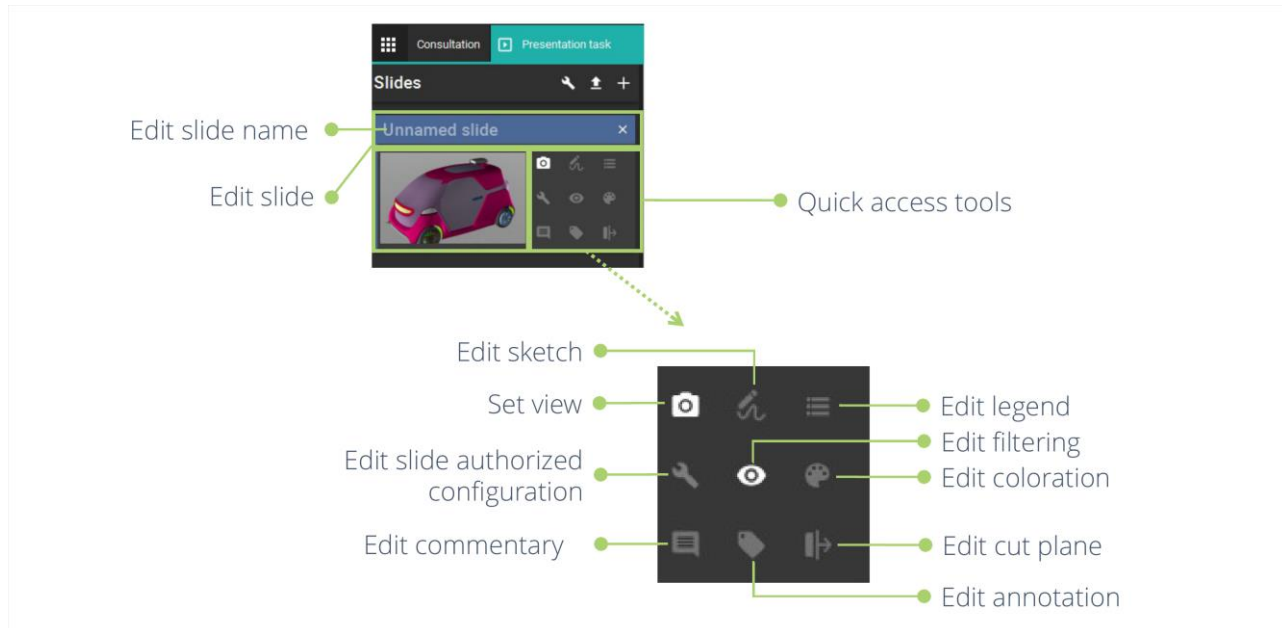 Consultation
Presentation task
Slides
Edit slide name
Unnamed slide
Edit slide
Quick access tools
Edit sketch
Set view
Edit legend
Edit filtering
Edit slide authorized
configuration
Edit coloration
Edit commentary
Edit cut plane
Edit annotation